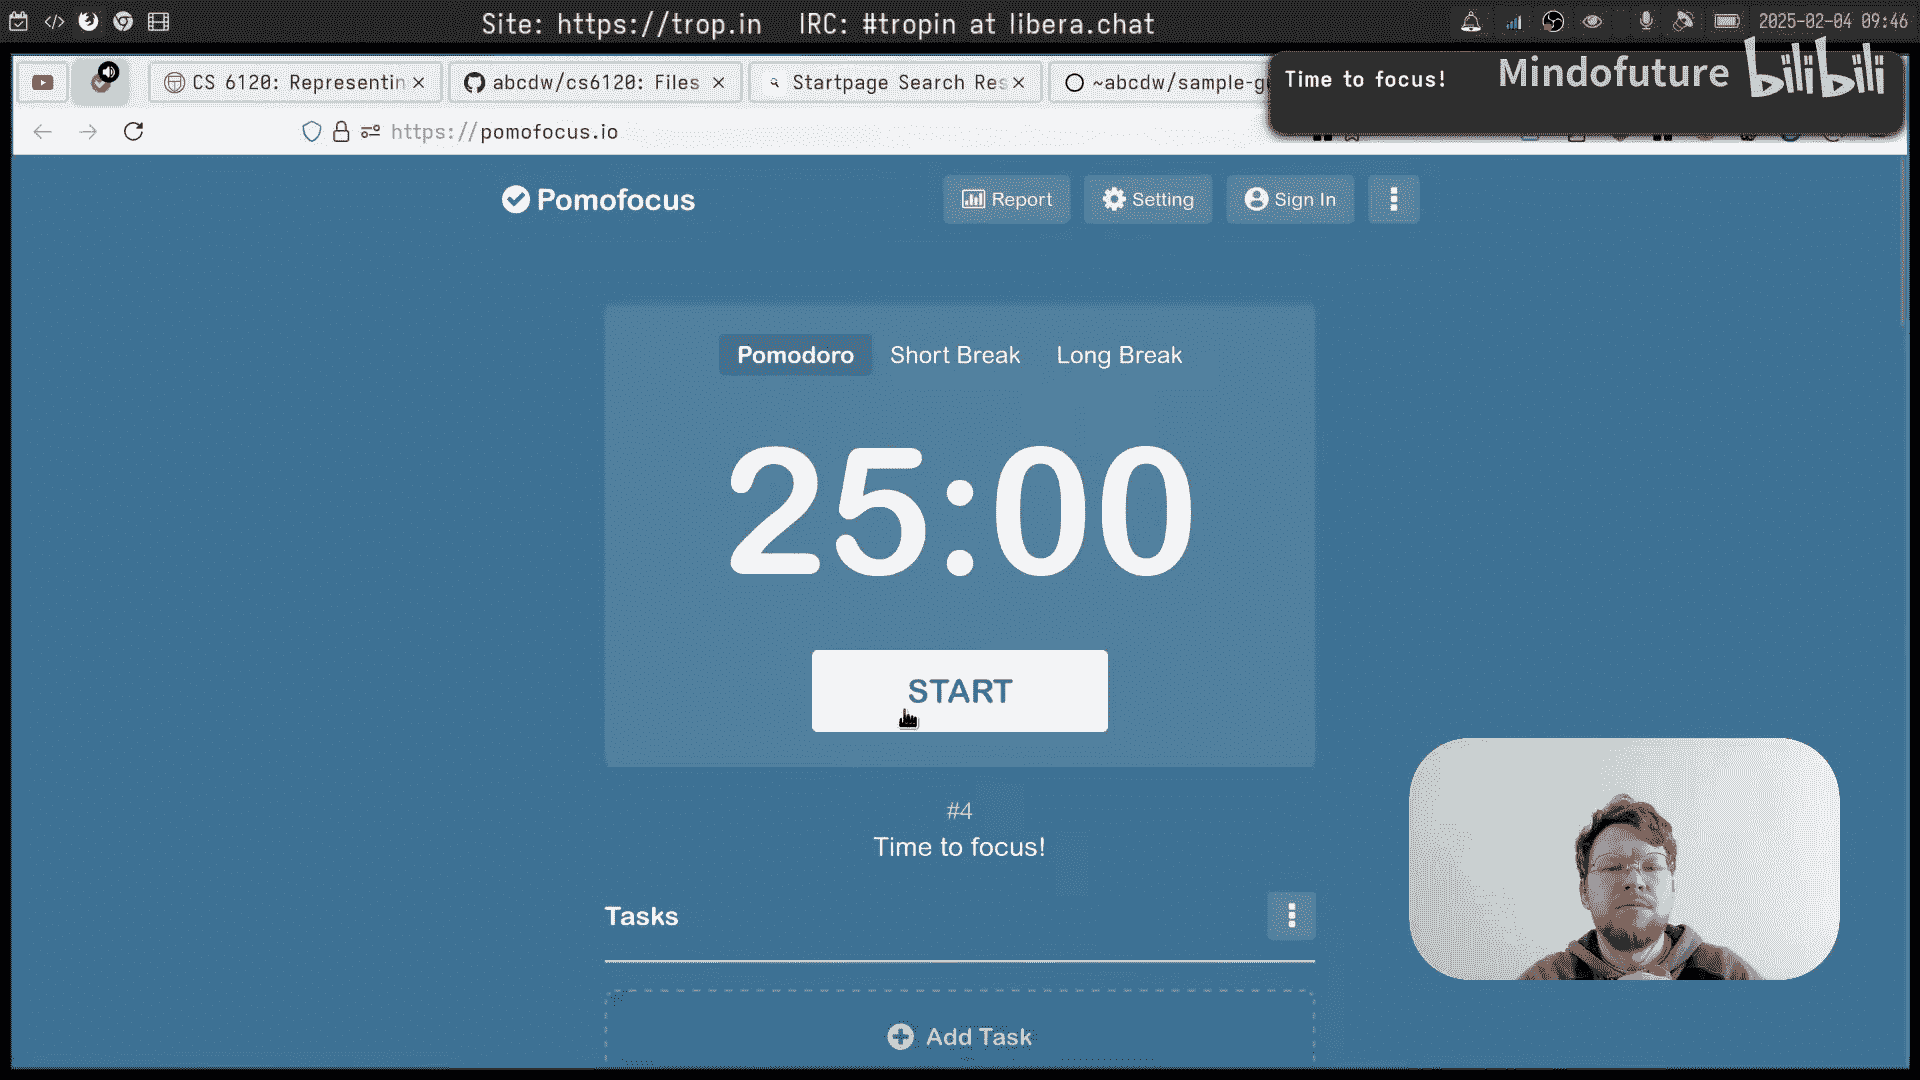 Site: https://trop.in IRC: #tropin at libera.chat
2025-02-04 09:46
CS 6120: Representin
abcdw/cs6120: Files
Startpage Search Res
~abcdw/sample-g
Time to focus!
Mindofuture bilibili
https://pomofocus.io
Pomofocus
Report
Setting
Sign In
Pomodoro
Short Break
Long Break
25:00
START
#4
Time to focus!
Tasks
Add Task